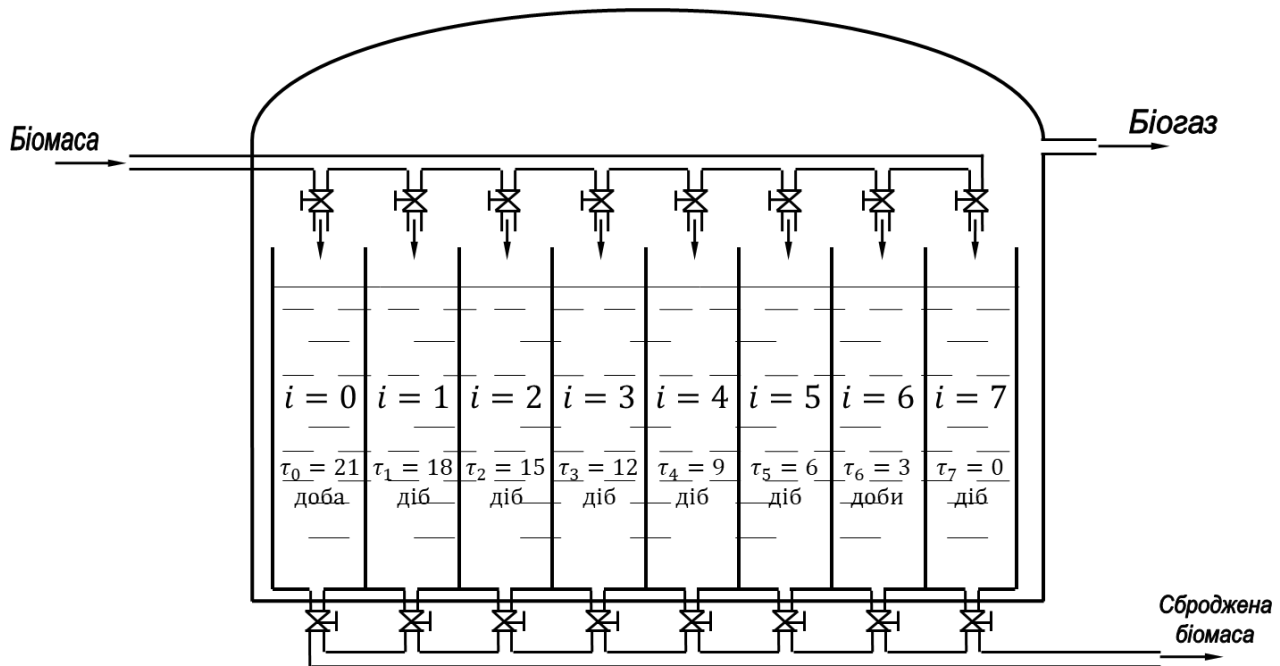 Біомаса
Біогаз
i = 0
i = 1
i = 2
i = 3
i = 4
i = 5
i = 6
i = 7
τ₀ = 21
доба
τ₁ = 18
діб
τ₂ = 15
діб
τ₃ = 12
діб
τ₄ = 9
діб
τ₅ = 6
діб
τ₆ = 3
доби
τ₇ = 0
діб
Сброджена
біомаса